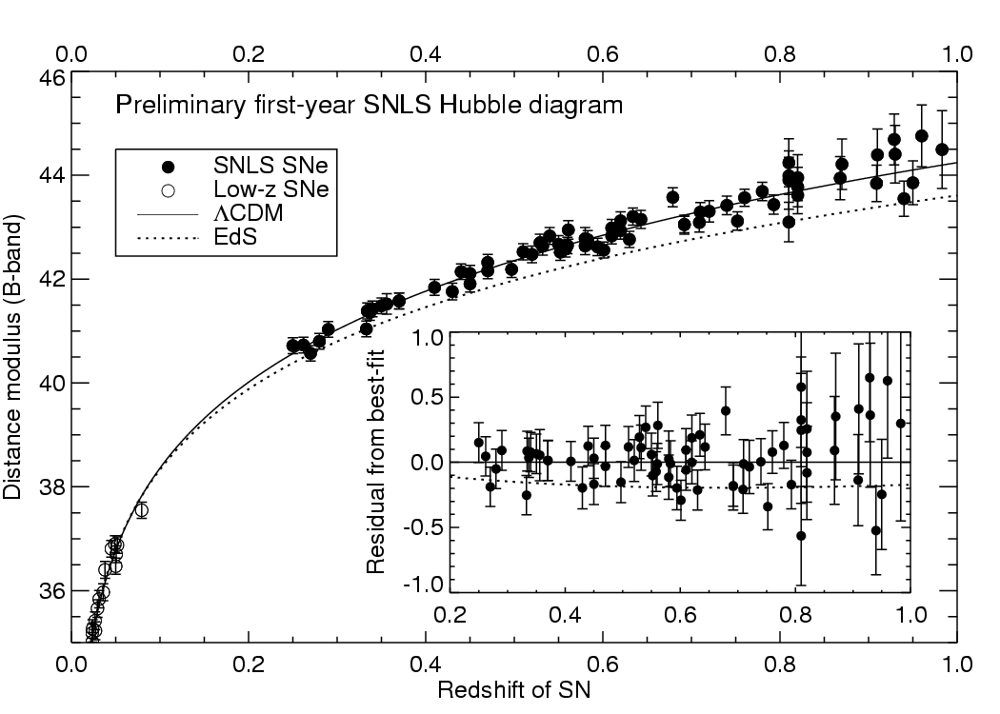 0.0 0.2 0.4 0.6 0.8 1.0
46
Preliminary first-year SNLS Hubble diagram
SNLS SNe
44
Low-z SNe
ΛCDM
EdS
Distance modulus (B-band)
42
40
38
36
1.0
0.5
0.0
-0.5
-1.0
Residual from best-fit
0.2 0.4 0.6 0.8 1.0
0.0 0.2 0.4 0.6 0.8 1.0
Redshift of SN